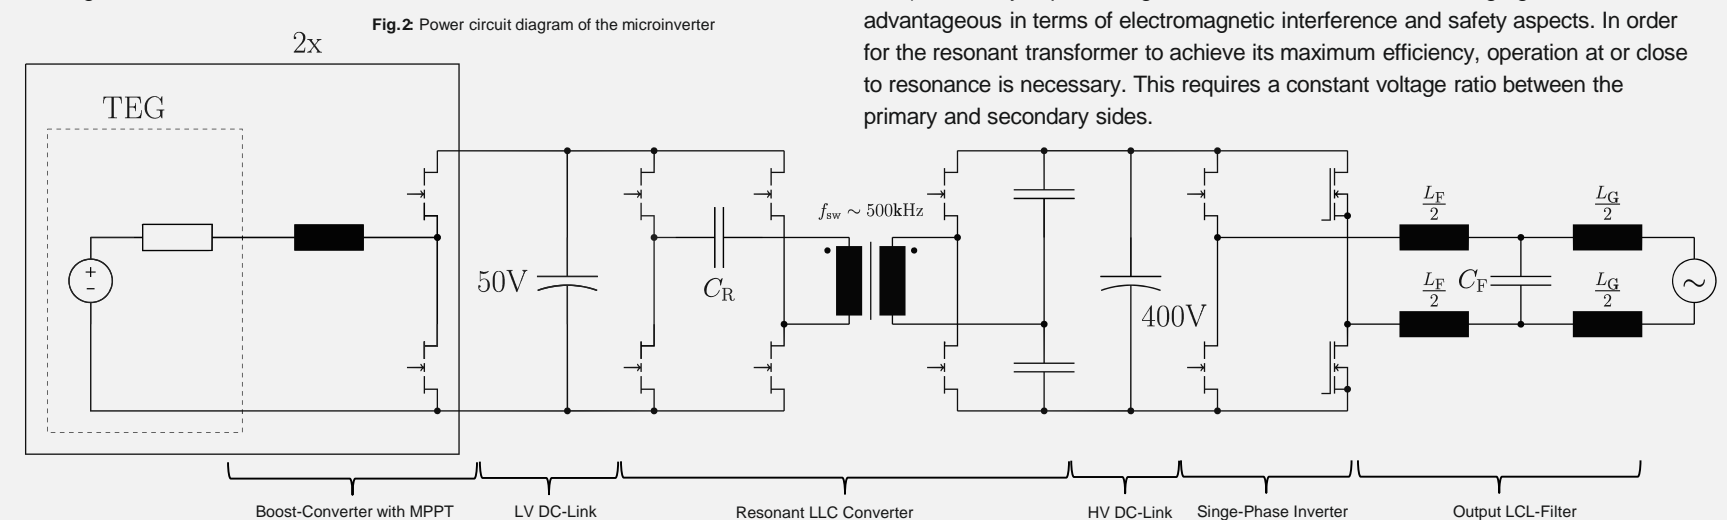 Fig.2: Power circuit diagram of the microinverter
advantageous in terms of electromagnetic interference and safety aspects. In order
for the resonant transformer to achieve its maximum efficiency, operation at or close
to resonance is necessary. This requires a constant voltage ratio between the
primary and secondary sides.
2x
TEG
+
−
50V
C_R
f_sw ~ 500kHz
400V
L_F/2
L_G/2
L_F/2
C_F
L_G/2
~
Boost-Converter with MPPT
LV DC-Link
Resonant LLC Converter
HV DC-Link
Singe-Phase Inverter
Output LCL-Filter